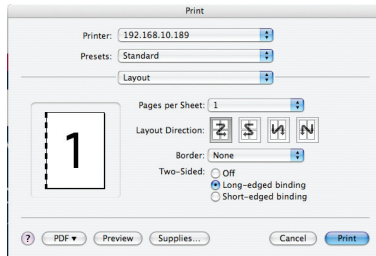 Print
Printer: 192.168.10.189
Presets: Standard
Layout
Pages per Sheet: 1
Layout Direction:
1
Border: None
Two-Sided: Off
Long-edged binding
Short-edged binding
? PDF ▾ Preview Supplies... Cancel Print